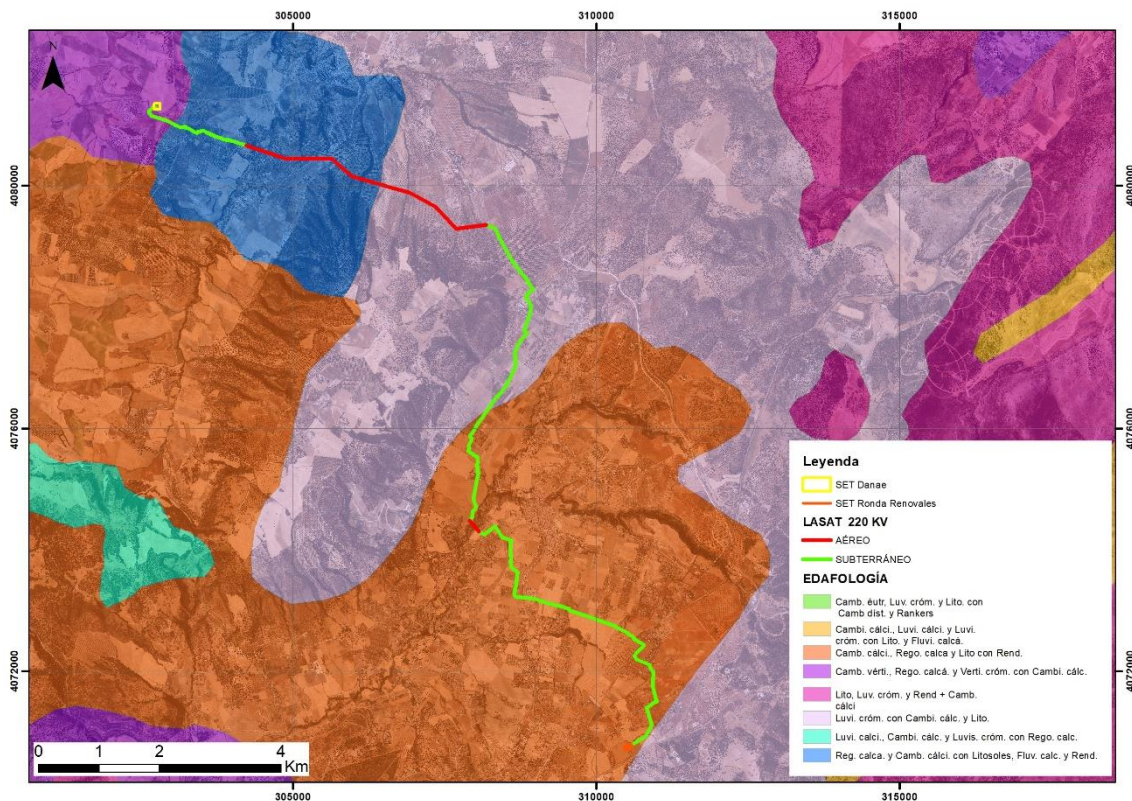 305000 310000 315000
N
4080000 4080000
4076000 4076000
Leyenda
SET Danae
SET Ronda Renovales
LASAT 220 KV
AÉREO
SUBTERRÁNEO
EDAFOLOGÍA
Camb. éutr, Luv. cróm. y Lito. con
Camb dist. y Rankers
Cambi. cálci., Luvi. cálci. y Luvi.
cróm. con Lito. y Fluvi. calcá.
Camb. cálci., Rego. calca y Lito con Rend.
Camb. vérti., Rego. calcá. y Verti. cróm. con Cambi. cálc.
Lito, Luv. cróm. y Rend + Camb.
cálci
Luvi. cróm. con Cambi. cálc. y Lito.
Luvi. calci., Cambi. cálc. y Luvis. cróm. con Rego. calc.
Reg. calca. y Camb. cálci. con Litosoles, Fluv. calc. y Rend.
4072000 4072000
0 1 2 4
Km
305000 310000 315000